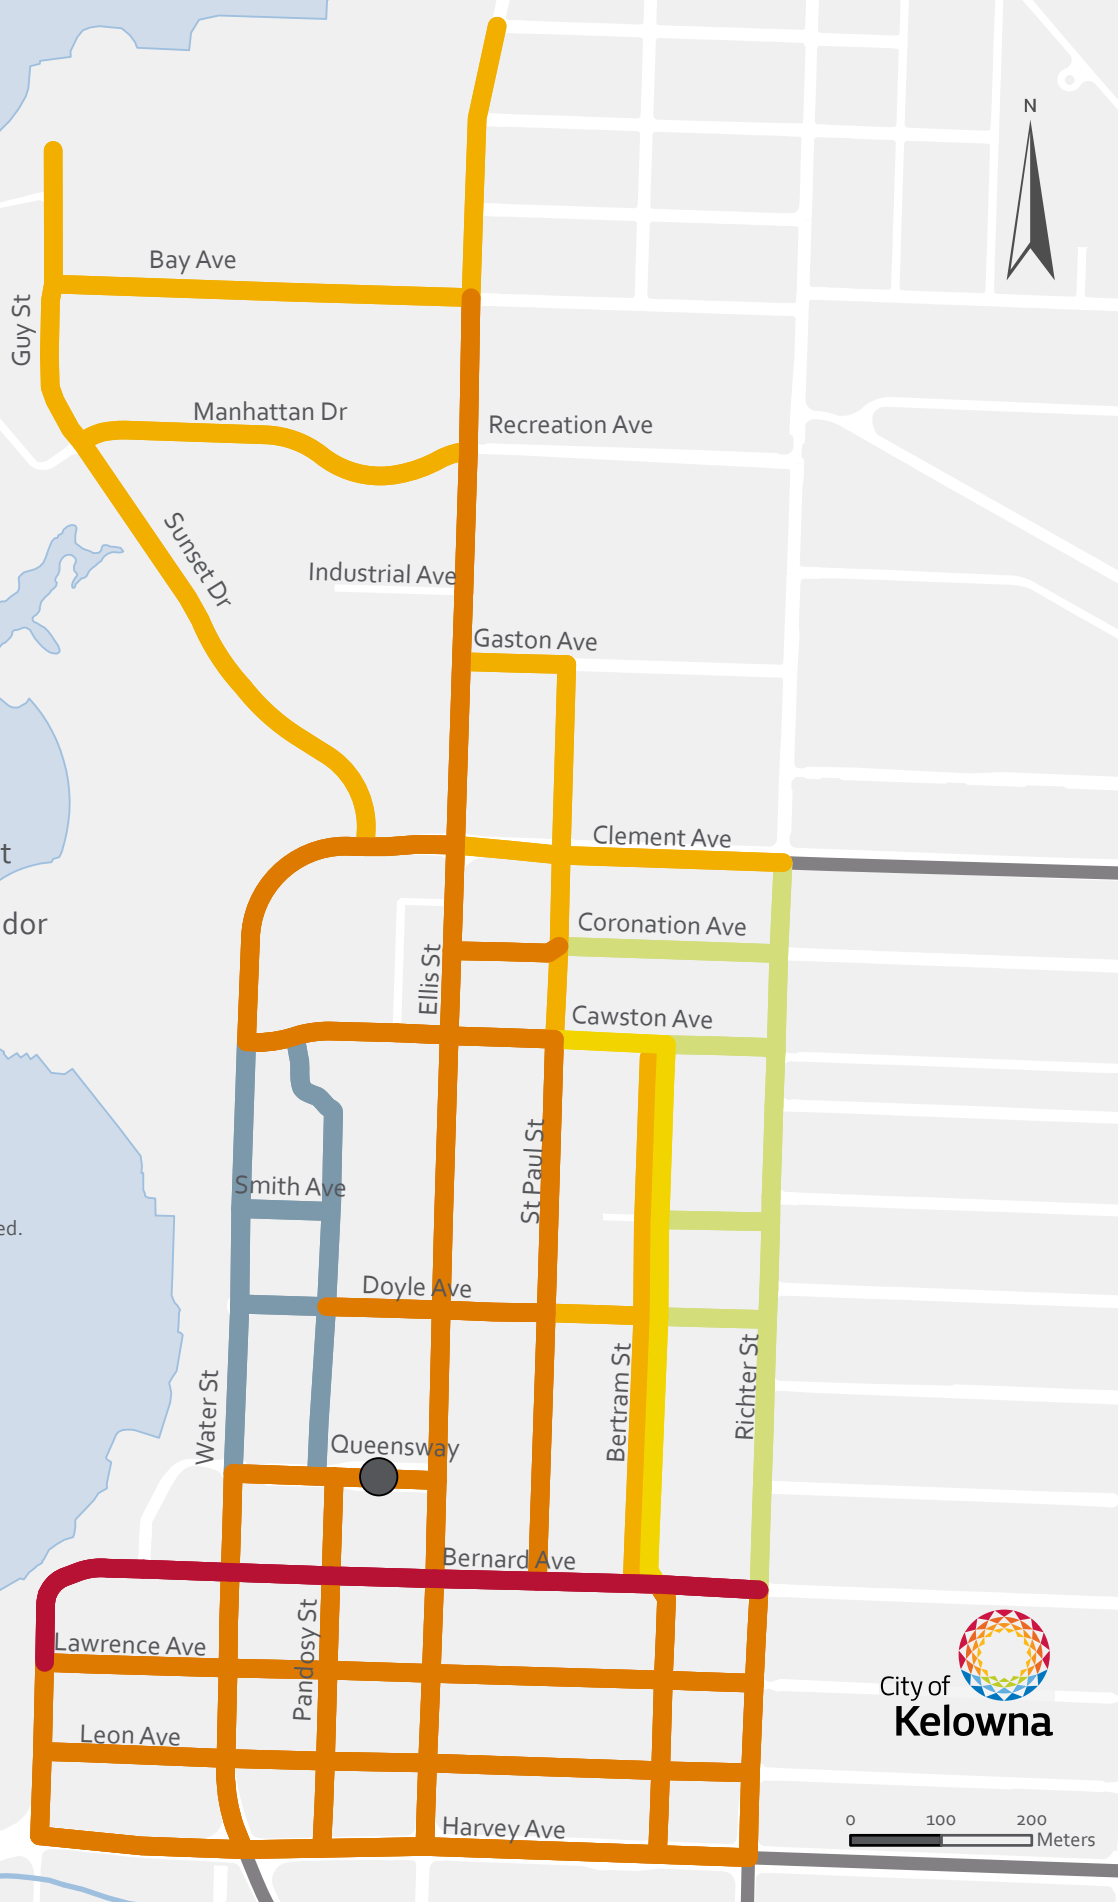 N
Bay Ave
Guy St
Manhattan Dr
Recreation Ave
Sunset Dr
Industrial Ave
Gaston Ave
Clement Ave
t
dor
Coronation Ave
Ellis St
Cawston Ave
St Paul St
Smith Ave
ed.
Doyle Ave
Water St
Bertram St
Richter St
Queensway
Bernard Ave
Pandosy St
Lawrence Ave
City of
Kelowna
Leon Ave
Harvey Ave
0 100 200
Meters